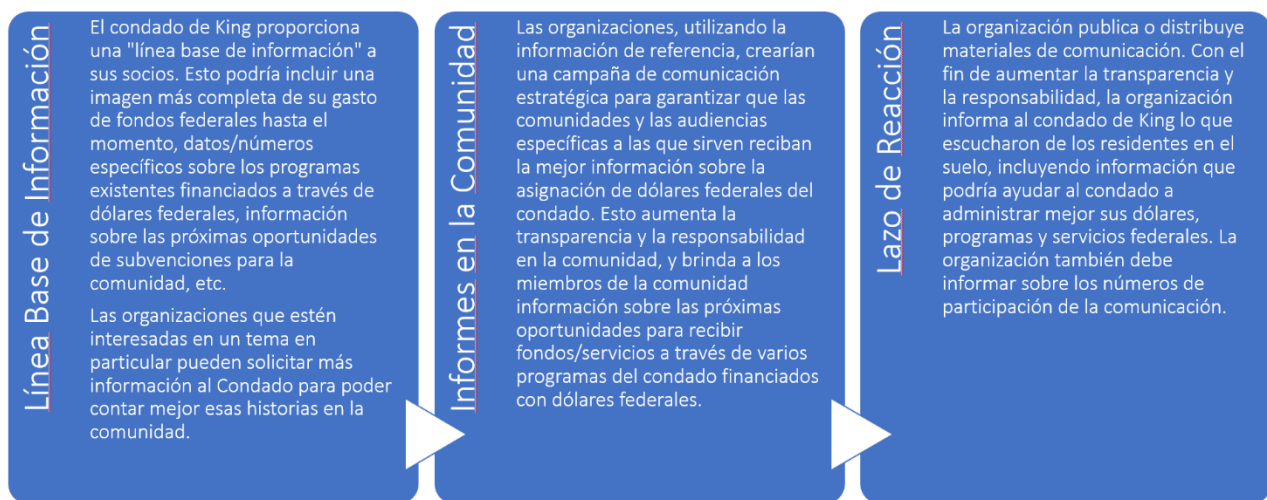 Línea Base de Información
El condado de King proporciona
una "línea base de información" a
sus socios. Esto podría incluir una
imagen más completa de su gasto
de fondos federales hasta el
momento, datos/números
específicos sobre los programas
existentes financiados a través de
dólares federales, información
sobre las próximas oportunidades
de subvenciones para la
comunidad, etc.
Las organizaciones que estén
interesadas en un tema en
particular pueden solicitar más
información al Condado para poder
contar mejor esas historias en la
comunidad.
Informes en la Comunidad
Las organizaciones, utilizando la
información de referencia, crearían
una campaña de comunicación
estratégica para garantizar que las
comunidades y las audiencias
específicas a las que sirven reciban
la mejor información sobre la
asignación de dólares federales del
condado. Esto aumenta la
transparencia y la responsabilidad
en la comunidad, y brinda a los
miembros de la comunidad
información sobre las próximas
oportunidades para recibir
fondos/servicios a través de varios
programas del condado financiados
con dólares federales.
Lazo de Reacción
La organización publica o distribuye
materiales de comunicación. Con el
fin de aumentar la transparencia y
la responsabilidad, la organización
informa al condado de King lo que
escucharon de los residentes en el
suelo, incluyendo información que
podría ayudar al condado a
administrar mejor sus dólares,
programas y servicios federales. La
organización también debe
informar sobre los números de
participación de la comunicación.